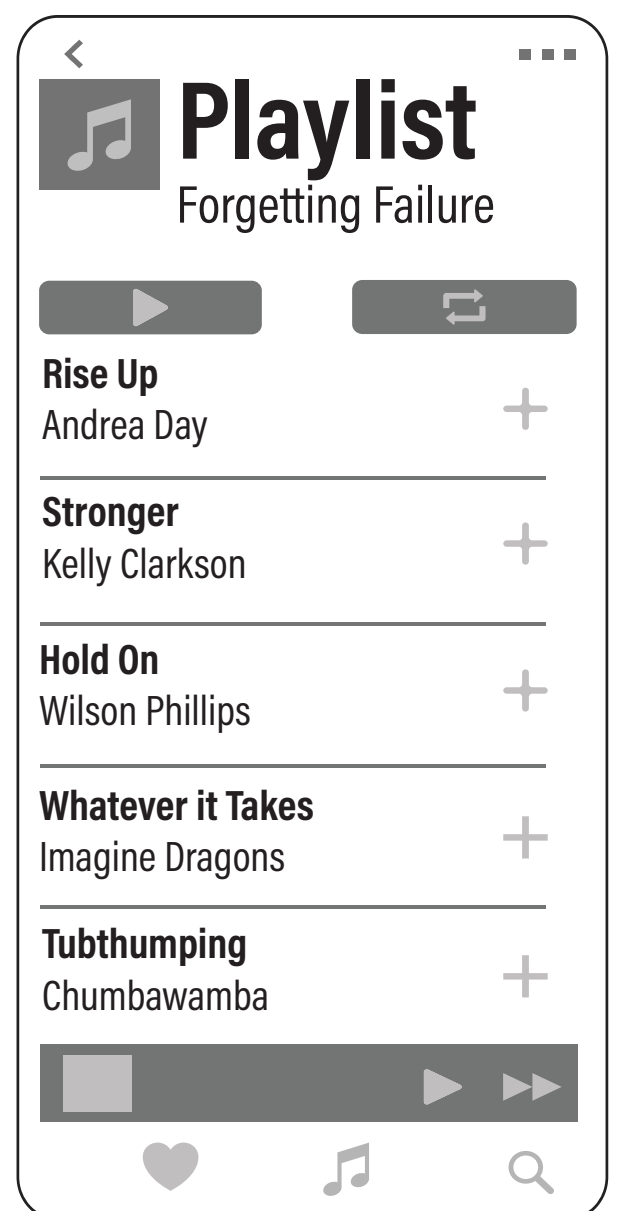 Playlist
Forgetting Failure
Rise Up
Andrea Day
Stronger
Kelly Clarkson
Hold On
Wilson Phillips
Whatever it Takes
Imagine Dragons
Tubthumping
Chumbawamba